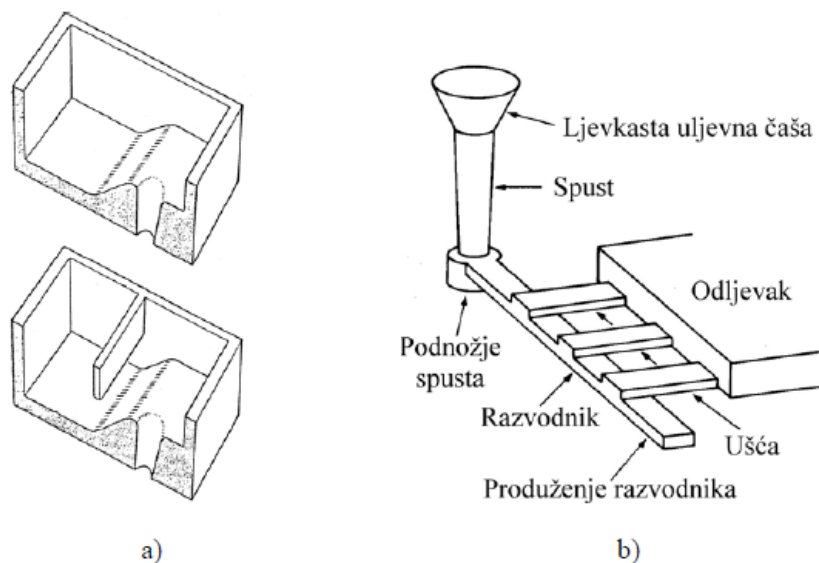 Ljevkasta uljevna čaša
Spust
Odljevak
Podnožje
spusta
Razvodnik
Ušća
Produženje razvodnika
a)
b)